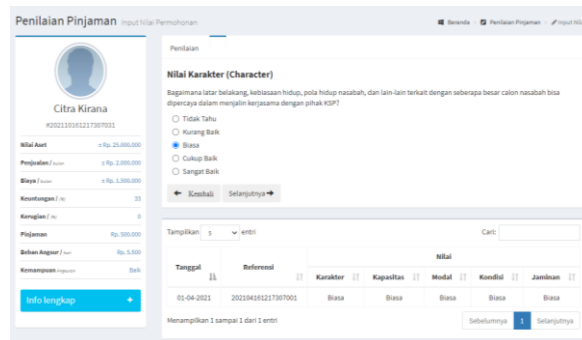 Penilaian Pinjaman Input Nilai Permohonan
Beranda - Penilaian Pinjaman - Input Nilai
Citra Kirana
#202110161217307031
Nilai Aset ± Rp. 25.000.000
Penjualan / bulan ± Rp. 2.000.000
Biaya / bulan ± Rp. 1.500.000
Keuntungan / (%) 33
Kerugian / (%) 0
Pinjaman Rp. 300.000
Beban Angsur / hari Rp. 5.500
Kemampuan Angsuran Baik
Info lengkap +
Penilaian
Nilai Karakter (Character)
Bagaimana latar belakang, kebiasaan hidup, pola hidup nasabah, dan lain-lain terkait dengan seberapa besar calon nasabah bisa
dipercaya dalam menjalin kerjasama dengan pihak KSP?
Tidak Tahu
Kurang Baik
Biasa
Cukup Baik
Sangat Baik
Kembali Selanjutnya
Tampilkan 5 entri Cari:
Tanggal Referensi Nilai
Karakter Kapasitas Modal Kondisi Jaminan
01-04-2021 202104161217307001 Biasa Biasa Biasa Biasa Biasa
Menampilkan 1 sampai 1 dari 1 entri Sebelumnya 1 Selanjutnya